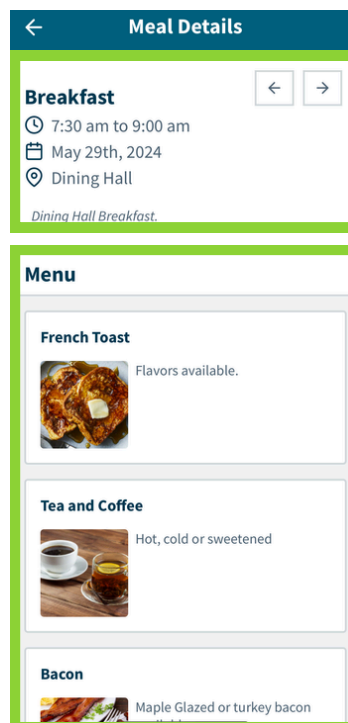 Meal Details
Breakfast
7:30 am to 9:00 am
May 29th, 2024
Dining Hall
Dining Hall Breakfast.
Menu
French Toast
Flavors available.
Tea and Coffee
Hot, cold or sweetened
Bacon
Maple Glazed or turkey bacon